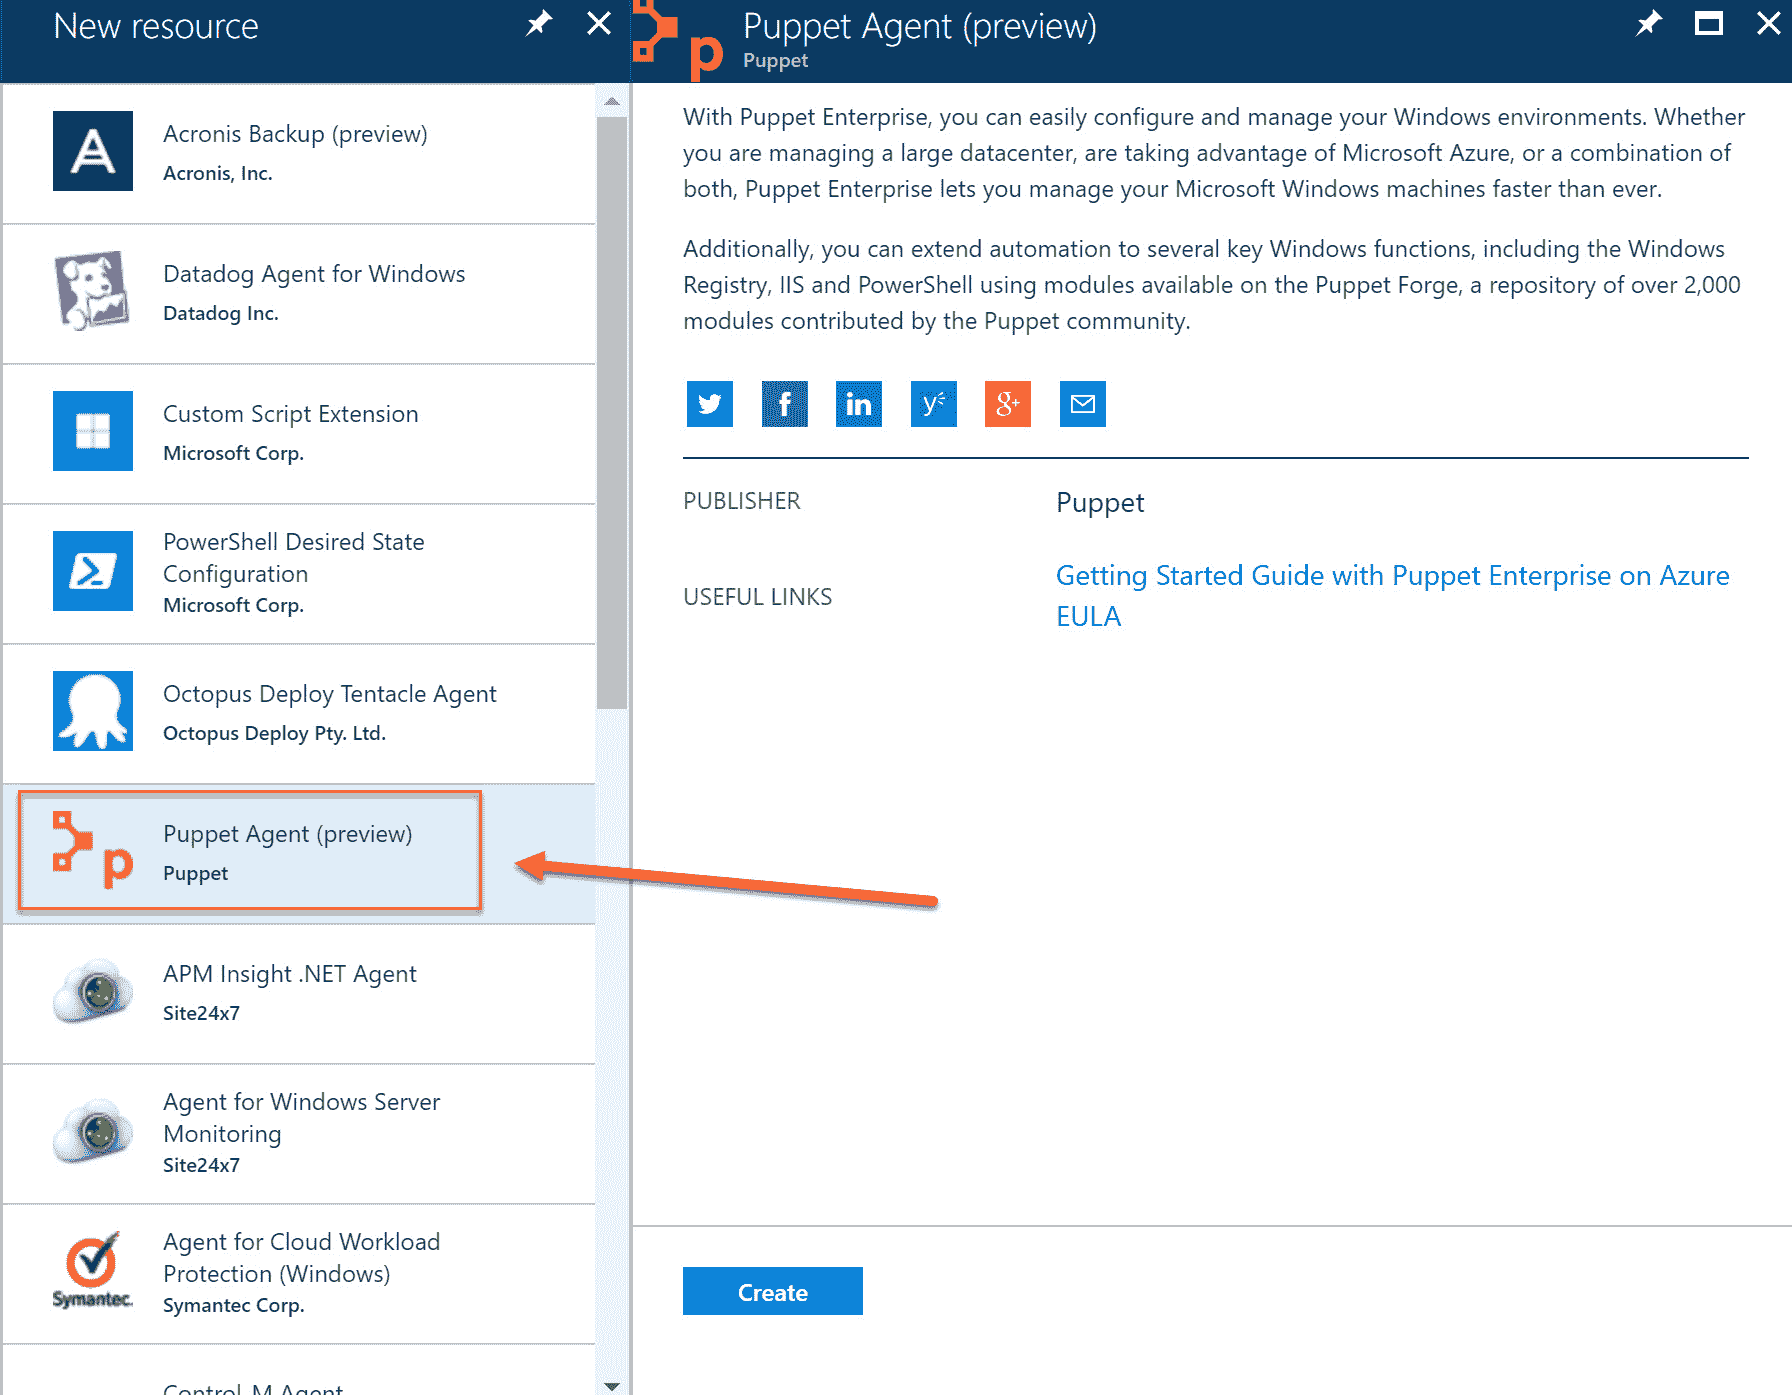 New resource
Acronis Backup (preview)
Acronis, Inc.
Datadog Agent for Windows
Datadog Inc.
Custom Script Extension
Microsoft Corp.
PowerShell Desired State
Configuration
Microsoft Corp.
Octopus Deploy Tentacle Agent
Octopus Deploy Pty. Ltd.
p
Puppet Agent (preview)
Puppet
APM Insight .NET Agent
Site24x7
Agent for Windows Server
Monitoring
Site24x7
Symantec.
Agent for Cloud Workload
Protection (Windows)
Symantec Corp.
Control-M Agent
p
Puppet Agent (preview)
Puppet
With Puppet Enterprise, you can easily configure and manage your Windows environments. Whether
you are managing a large datacenter, are taking advantage of Microsoft Azure, or a combination of
both, Puppet Enterprise lets you manage your Microsoft Windows machines faster than ever.
Additionally, you can extend automation to several key Windows functions, including the Windows
Registry, IIS and PowerShell using modules available on the Puppet Forge, a repository of over 2,000
modules contributed by the Puppet community.
f in y g+
PUBLISHER
Puppet
USEFUL LINKS
Getting Started Guide with Puppet Enterprise on Azure
EULA
Create